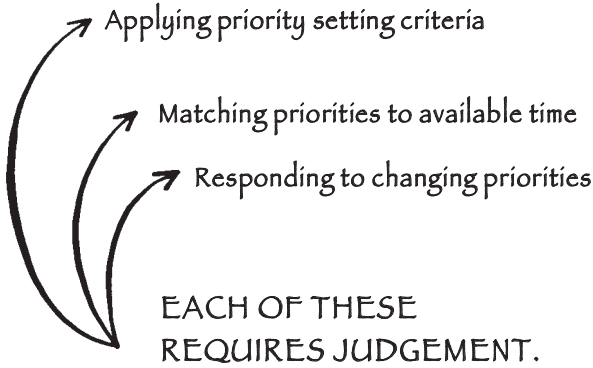 Applying priority setting criteria
Matching priorities to available time
Responding to changing priorities
EACH OF THESE
REQUIRES JUDGEMENT.